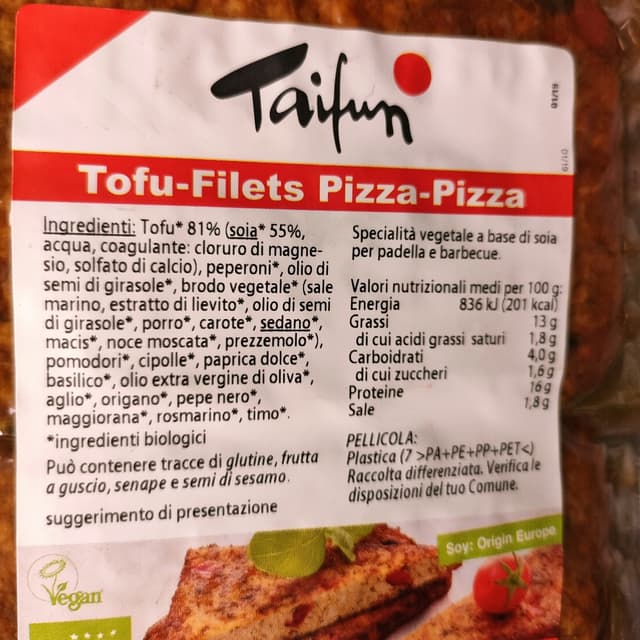 Taifun
Tofu-Filets Pizza-Pizza
Ingredienti: Tofu* 81% (soia* 55%,
acqua, coagulante: cloruro di magne-
sio, solfato di calcio), peperoni*, olio di
semi di girasole*, brodo vegetale* (sale
marino, estratto di lievito*, olio di semi
di girasole*, porro*, carote*, sedano*,
macis*, noce moscata*, prezzemolo*),
pomodori*, cipolle*, paprica dolce*,
basilico*, olio extra vergine di oliva*,
aglio*, origano*, pepe nero*,
maggiorana*, rosmarino*, timo*.
*ingredienti biologici
Può contenere tracce di glutine, frutta
a guscio, senape e semi di sesamo.
suggerimento di presentazione
Specialità vegetale a base di soia
per padella e barbecue.
Valori nutrizionali medi per 100 g:
Energia 836 kJ (201 kcal)
Grassi 13 g
di cui acidi grassi saturi 1,8 g
Carboidrati 4,0 g
di cui zuccheri 1,6 g
Proteine 16 g
Sale 1,8 g
PELLICOLA:
Plastica (7 >PA+PE+PP+PET<)
Raccolta differenziata. Verifica le
disposizioni del tuo Comune.
Soy: Origin Europe
Vegan